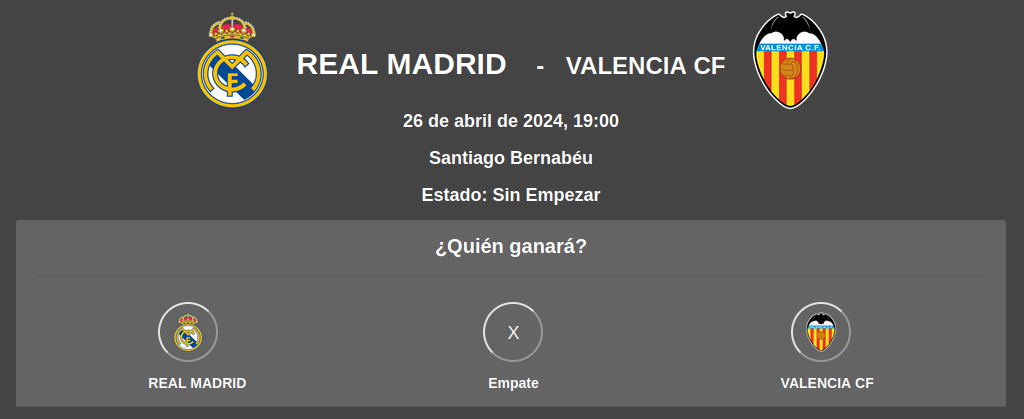 REAL MADRID - VALENCIA CF
VALENCIA C.F.
26 de abril de 2024, 19:00
Santiago Bernabéu
Estado: Sin Empezar
¿Quién ganará?
X
REAL MADRID Empate VALENCIA CF